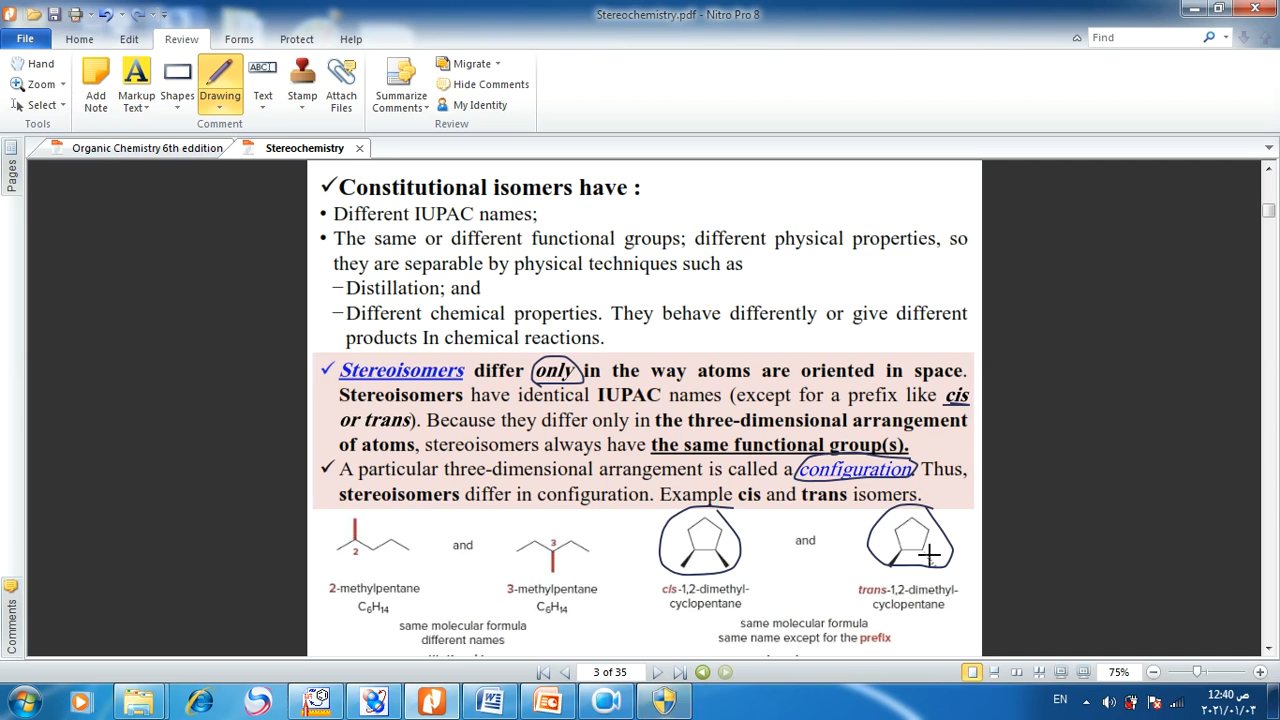 Stereochemistry.pdf - Nitro Pro 8
File Home Edit Review Forms Protect Help
Find
Hand
Zoom
Select
Tools
Add Note
Markup Text
Shapes
Drawing
Text
Stamp
Attach Files
Comment
Summarize Comments
Migrate
Hide Comments
My Identity
Review
Organic Chemistry 6th eddition
Stereochemistry
Pages
Comments
✓Constitutional isomers have :
• Different IUPAC names;
• The same or different functional groups; different physical properties, so
they are separable by physical techniques such as
−Distillation; and
−Different chemical properties. They behave differently or give different
products In chemical reactions.
✓ Stereoisomers differ only in the way atoms are oriented in space.
Stereoisomers have identical IUPAC names (except for a prefix like cis
or trans). Because they differ only in the three-dimensional arrangement
of atoms, stereoisomers always have the same functional group(s).
✓ A particular three-dimensional arrangement is called a configuration. Thus,
stereoisomers differ in configuration. Example cis and trans isomers.
2
and
3
and
2-methylpentane
C6H14
3-methylpentane
C6H14
cis-1,2-dimethyl-
cyclopentane
trans-1,2-dimethyl-
cyclopentane
same molecular formula
different names
same molecular formula
same name except for the prefix
3 of 35
75%
EN
12:40 ص
٢٠٢١/٠١/٠٣